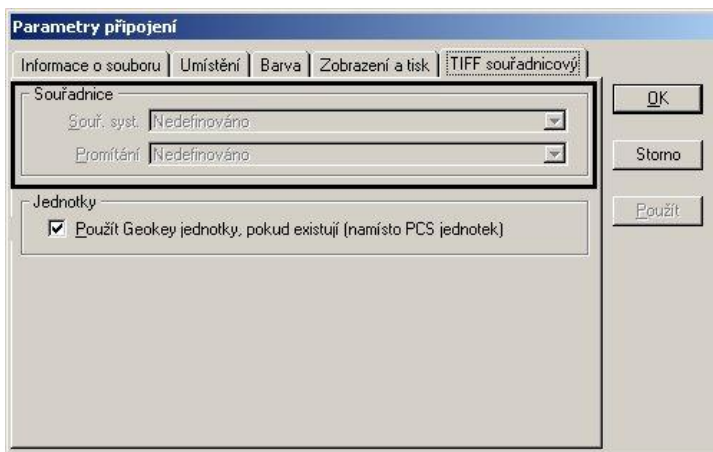 Parametry připojení
Informace o souboru Umístění Barva Zobrazení a tisk TIFF souřadnicový
Souřadnice
Souř. syst. Nedefinováno
Promítání Nedefinováno
Jednotky
Použít Geokey jednotky, pokud existují (namísto PCS jednotek)
OK
Storno
Použít